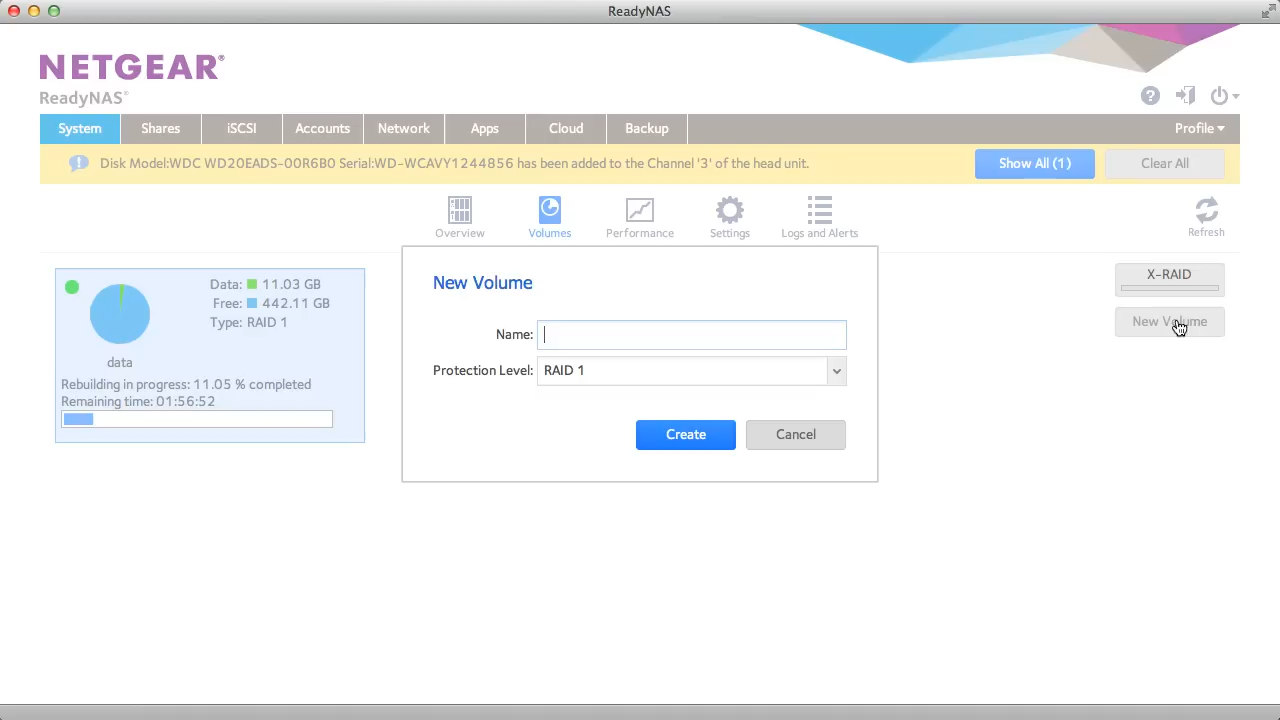 ReadyNAS
NETGEAR®
ReadyNAS®
System Shares iSCSI Accounts Network Apps Cloud Backup Profile
Disk Model:WDC WD20EADS-00R6B0 Serial:WD-WCAVY1244856 has been added to the Channel '3' of the head unit. Show All (1) Clear All
Overview Volumes Performance Settings Logs and Alerts Refresh
Data: 11.03 GB
Free: 442.11 GB
Type: RAID 1
data
Rebuilding in progress: 11.05 % completed
Remaining time: 01:56:52
New Volume
Name:
Protection Level: RAID 1
Create Cancel
X-RAID
New Volume